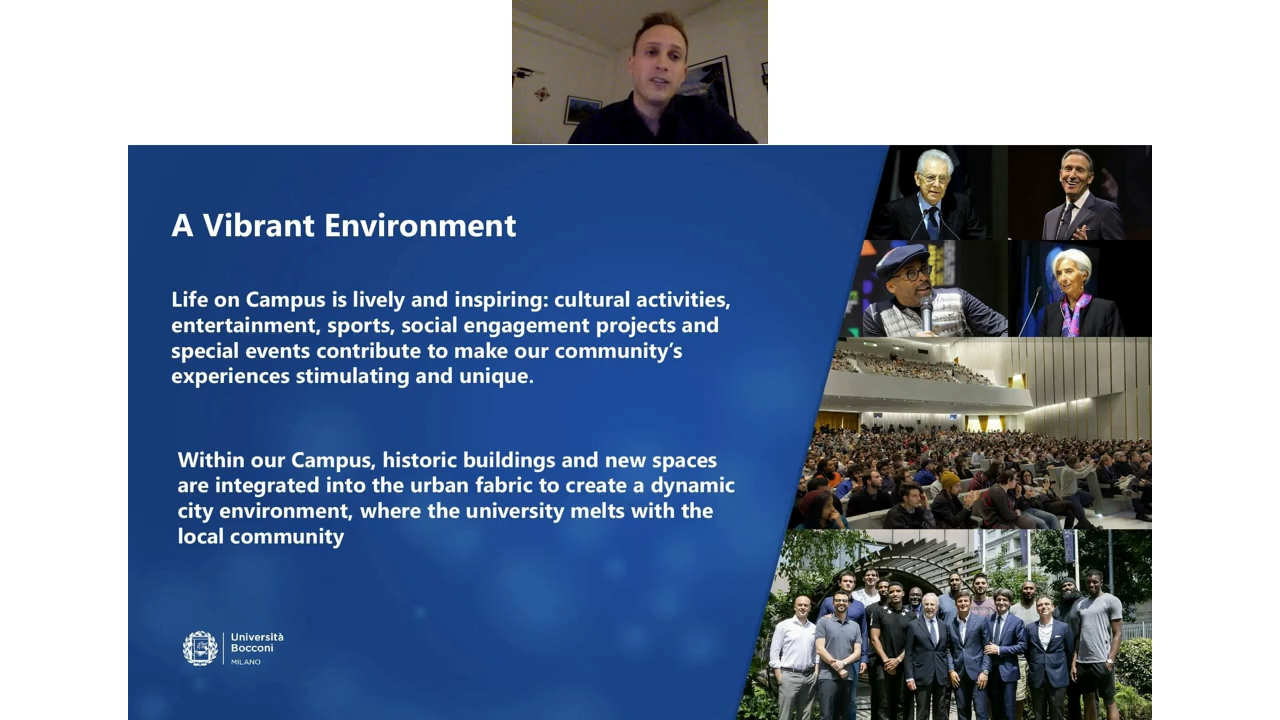 A Vibrant Environment
Life on Campus is lively and inspiring: cultural activities,
entertainment, sports, social engagement projects and
special events contribute to make our community's
experiences stimulating and unique.
Within our Campus, historic buildings and new spaces
are integrated into the urban fabric to create a dynamic
city environment, where the university melts with the
local community
Università
Bocconi
MILANO